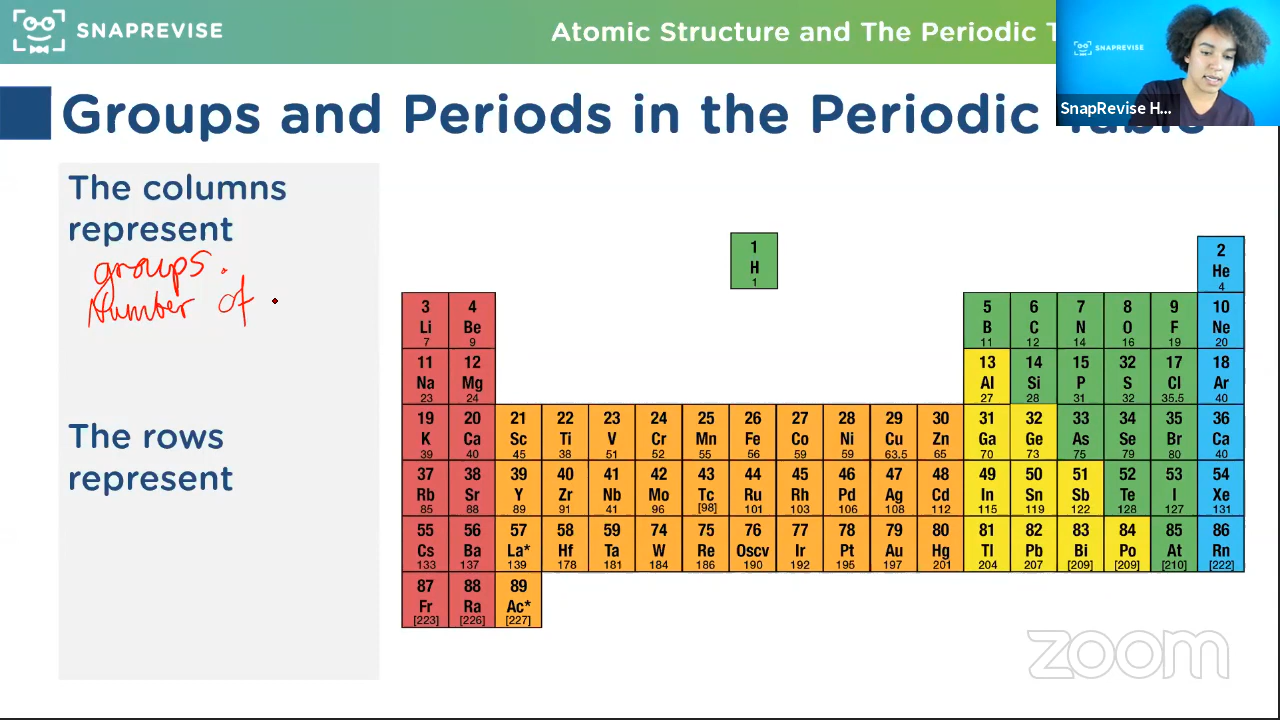 SNAPREVISE
Atomic Structure and The Periodic T
SNAPREVISE
SnapRevise H...
Groups and Periods in the Periodic Table
The columns
represent
groups.
Number of
The rows
represent
1
H
1
2
He
4
3 4 5 6 7 8 9 10
Li Be B C N O F Ne
7 9 11 12 14 16 19 20
11 12 13 14 15 32 17 18
Na Mg Al Si P S Cl Ar
23 24 27 28 31 32 35.5 40
19 20 21 22 23 24 25 26 27 28 29 30 31 32 33 34 35 36
K Ca Sc Ti V Cr Mn Fe Co Ni Cu Zn Ga Ge As Se Br Ca
39 40 45 38 51 52 55 56 59 59 63.5 65 70 73 75 79 80 40
37 38 39 40 41 42 43 44 45 46 47 48 49 50 51 52 53 54
Rb Sr Y Zr Nb Mo Tc Ru Rh Pd Ag Cd In Sn Sb Te I Xe
85 88 89 91 41 96 [98] 101 103 106 108 112 115 119 122 128 127 131
55 56 57 58 59 74 75 76 77 78 79 80 81 82 83 84 85 86
Cs Ba La* Hf Ta W Re Oscv Ir Pt Au Hg Tl Pb Bi Po At Rn
133 137 139 178 181 184 186 190 192 195 197 201 204 207 [209] [209] [210] [222]
87 88 89
Fr Ra Ac*
[223] [226] [227]
zoom